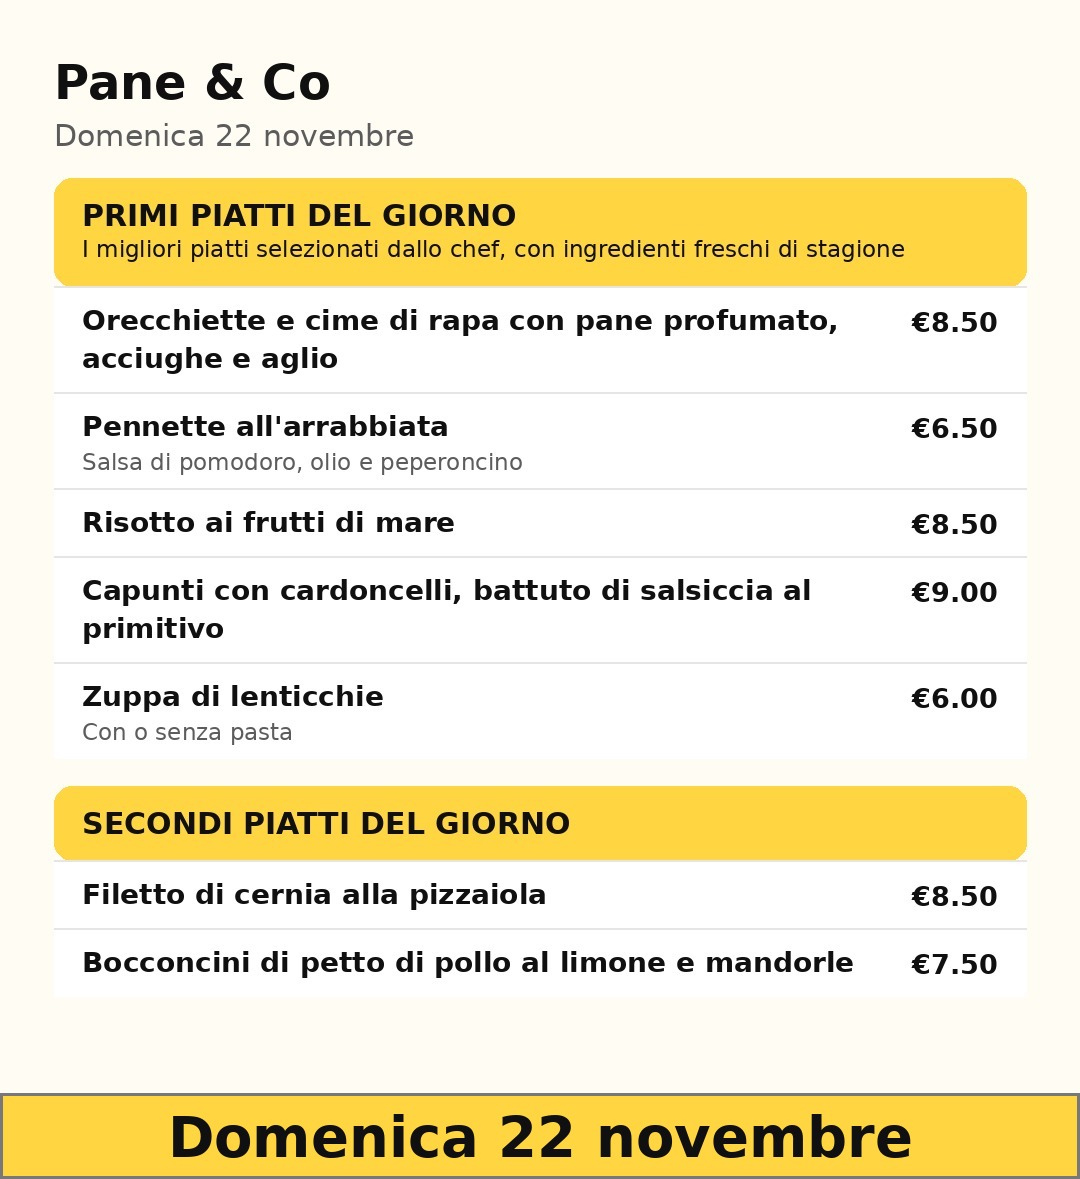 Pane & Co
Domenica 22 novembre
PRIMI PIATTI DEL GIORNO
I migliori piatti selezionati dallo chef, con ingredienti freschi di stagione
Orecchiette e cime di rapa con pane profumato, €8.50
acciughe e aglio
Pennette all'arrabbiata €6.50
Salsa di pomodoro, olio e peperoncino
Risotto ai frutti di mare €8.50
Capunti con cardoncelli, battuto di salsiccia al €9.00
primitivo
Zuppa di lenticchie €6.00
Con o senza pasta
SECONDI PIATTI DEL GIORNO
Filetto di cernia alla pizzaiola €8.50
Bocconcini di petto di pollo al limone e mandorle €7.50
Domenica 22 novembre